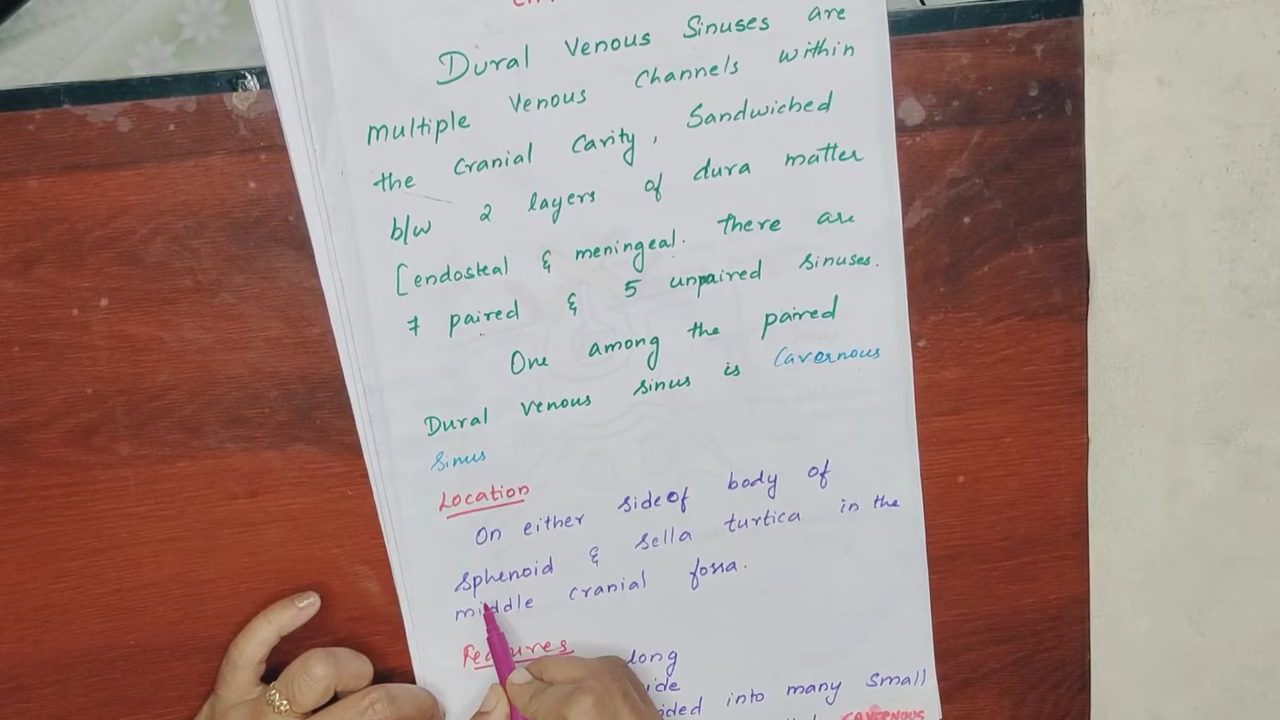 Dural Venous Sinuses are
multiple venous channels within
the cranial cavity, Sandwiched
b/w 2 layers of dura matter
[endosteal & meningeal. There are
7 paired & 5 unpaired sinuses.
One among the paired
Dural venous sinus is Cavernous
Sinus
Location
On either side of body of
sphenoid & sella turtica in the
middle cranial fossa.
Features
long
into many small
CAVERNOUS